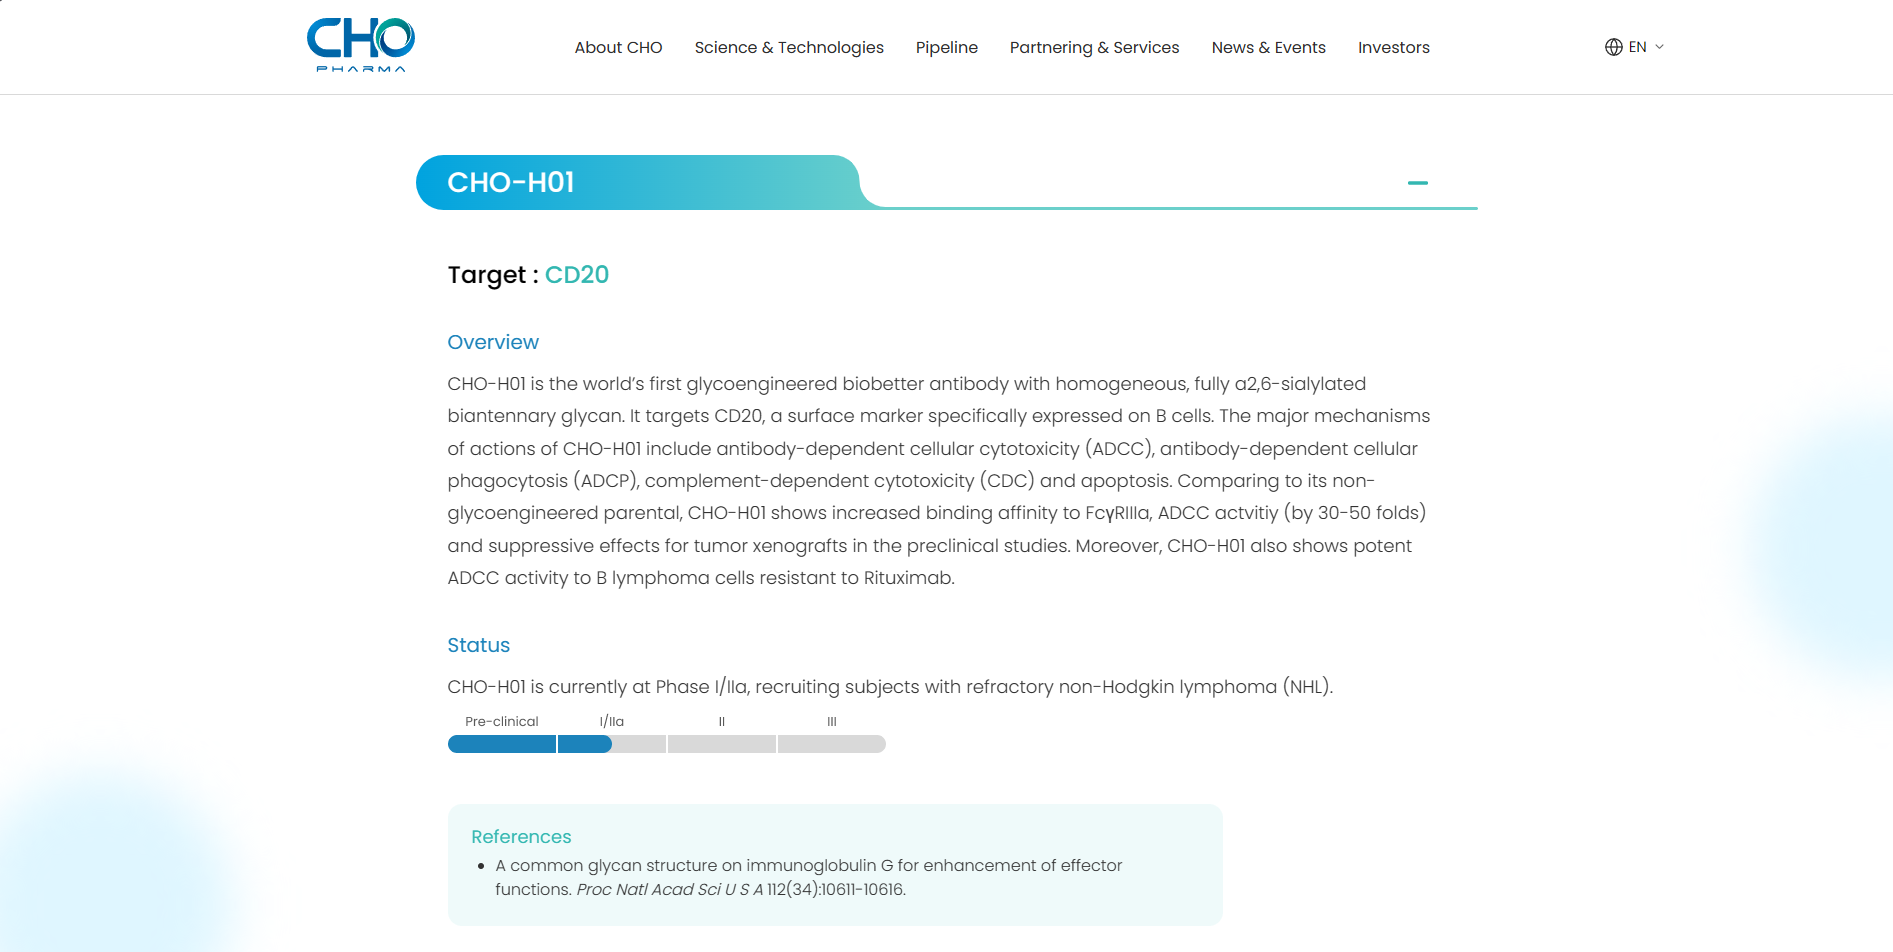 CHO
PHARMA
About CHO
Science & Technologies
Pipeline
Partnering & Services
News & Events
Investors
EN
CHO-H01
Target : CD20
Overview
CHO-H01 is the world’s first glycoengineered biobetter antibody with homogeneous, fully α2,6-sialylated
biantennary glycan. It targets CD20, a surface marker specifically expressed on B cells. The major mechanisms
of actions of CHO-H01 include antibody-dependent cellular cytotoxicity (ADCC), antibody-dependent cellular
phagocytosis (ADCP), complement-dependent cytotoxicity (CDC) and apoptosis. Comparing to its non-
glycoengineered parental, CHO-H01 shows increased binding affinity to FcγRIIIa, ADCC actvitiy (by 30-50 folds)
and suppressive effects for tumor xenografts in the preclinical studies. Moreover, CHO-H01 also shows potent
ADCC activity to B lymphoma cells resistant to Rituximab.
Status
CHO-H01 is currently at Phase I/IIa, recruiting subjects with refractory non-Hodgkin lymphoma (NHL).
Pre-clinical
I/IIa
II
III
References
• A common glycan structure on immunoglobulin G for enhancement of effector
functions. Proc Natl Acad Sci U S A 112(34):10611-10616.